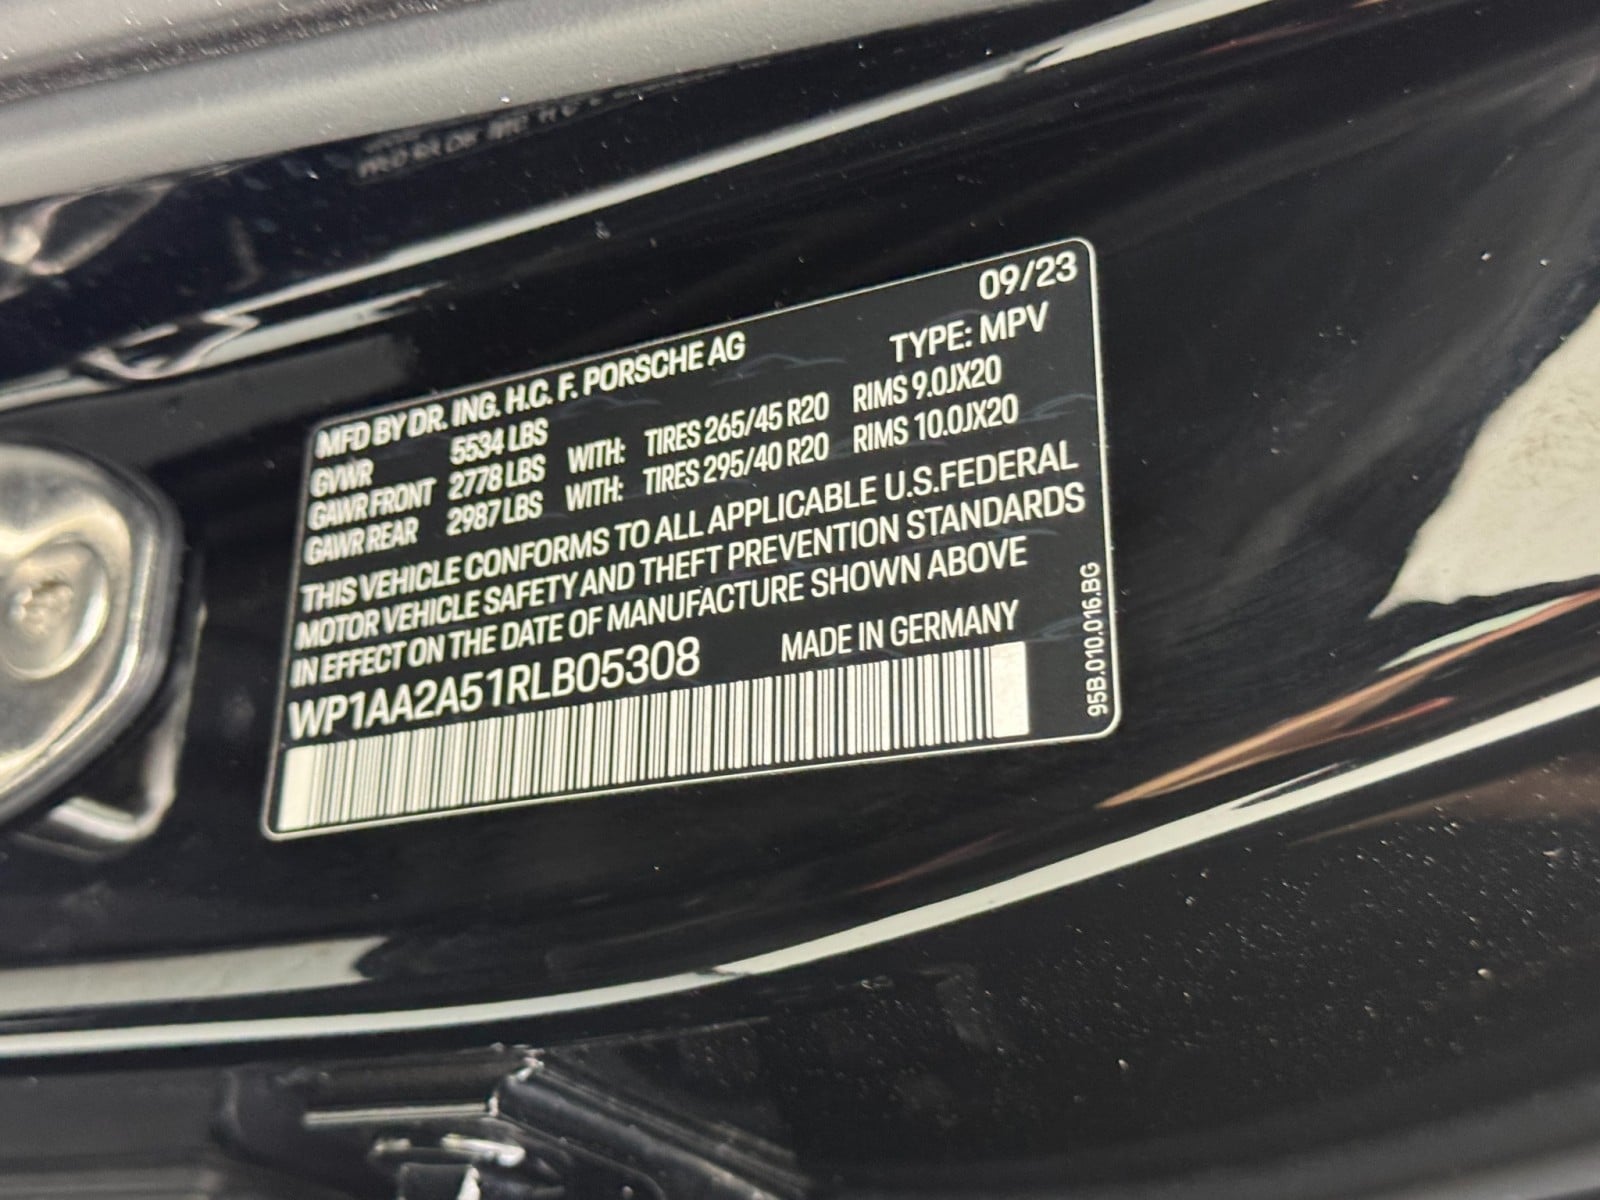 09/23
MFD BY DR. ING. H.C. F. PORSCHE AG TYPE: MPV
GVWR 5534 LBS
GAWR FRONT 2778 LBS WITH: TIRES 265/45 R20 RIMS 9.0JX20
GAWR REAR 2987 LBS WITH: TIRES 295/40 R20 RIMS 10.0JX20
THIS VEHICLE CONFORMS TO ALL APPLICABLE U.S.FEDERAL
MOTOR VEHICLE SAFETY AND THEFT PREVENTION STANDARDS
IN EFFECT ON THE DATE OF MANUFACTURE SHOWN ABOVE
WP1AA2A51RLB05308 MADE IN GERMANY
95B.010.016.BG